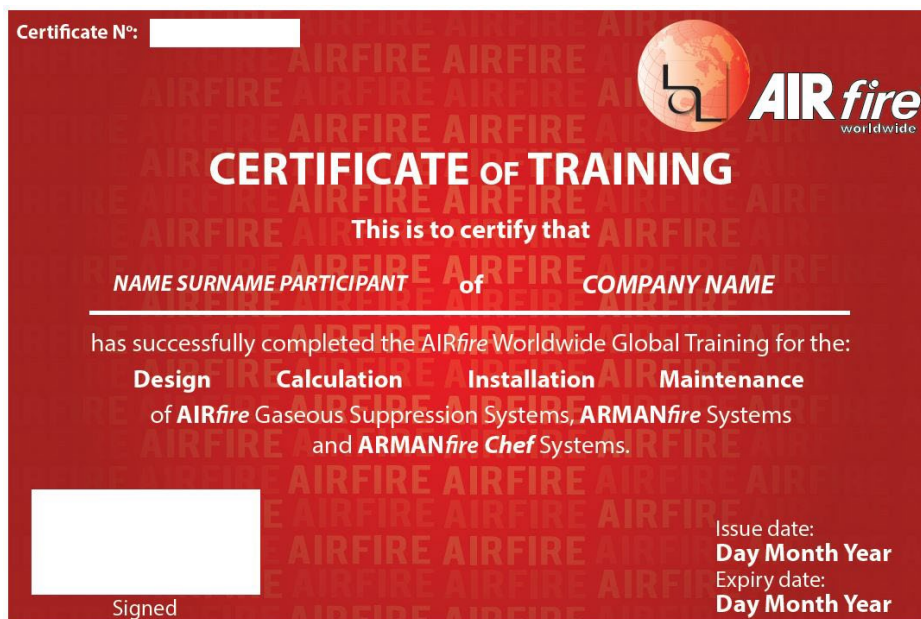 Certificate Nº:
AIR fire
worldwide
CERTIFICATE OF TRAINING
This is to certify that
NAME SURNAME PARTICIPANT of COMPANY NAME
has successfully completed the AIRfire Worldwide Global Training for the:
Design Calculation Installation Maintenance
of AIRfire Gaseous Suppression Systems, ARMANfire Systems
and ARMANfire Chef Systems.
Signed
Issue date:
Day Month Year
Expiry date:
Day Month Year